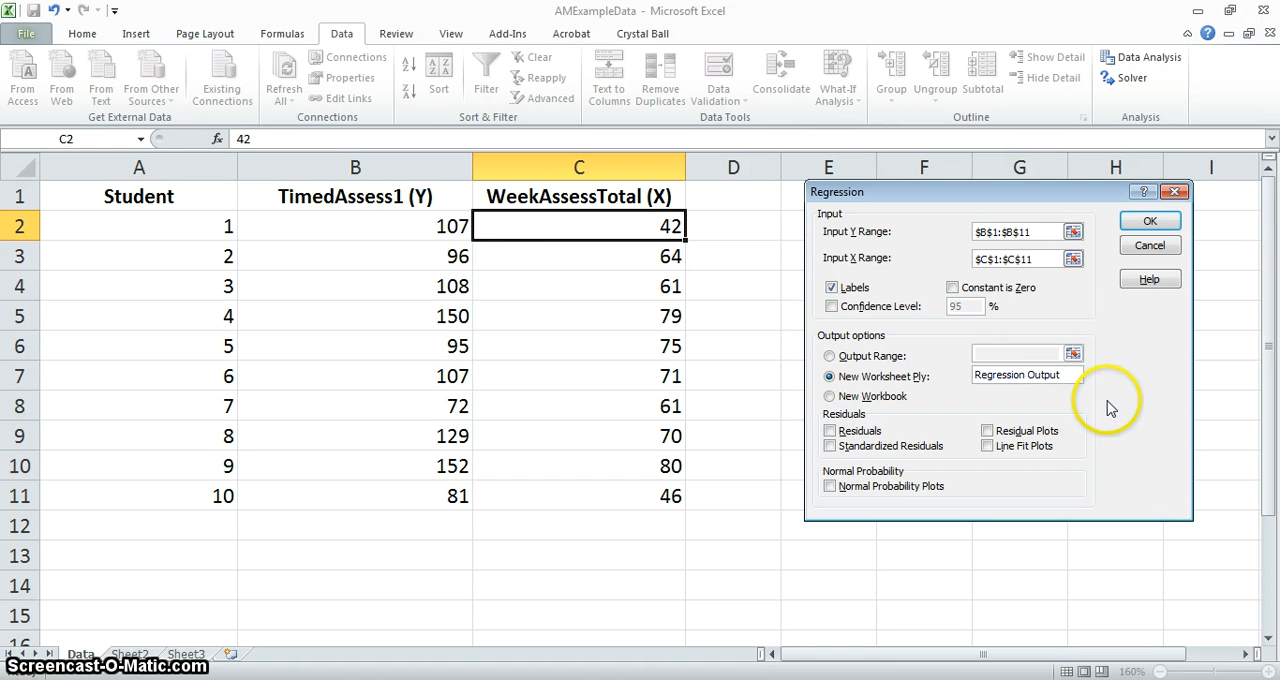 AMExampleData - Microsoft Excel
File Home Insert Page Layout Formulas Data Review View Add-Ins Acrobat Crystal Ball
From Access
From Web
From Text
From Other Sources
Existing Connections
Get External Data
Refresh All
Connections
Properties
Edit Links
Connections
Sort
Filter
Clear
Reapply
Advanced
Sort & Filter
Text to Columns
Remove Duplicates
Data Validation
Consolidate
What-If Analysis
Data Tools
Group
Ungroup
Subtotal
Show Detail
Hide Detail
Outline
Data Analysis
Solver
Analysis
C2 fx 42
A B C D E F G H I
1 Student TimedAssess1 (Y) WeekAssessTotal (X)
2 1 107 42
3 2 96 64
4 3 108 61
5 4 150 79
6 5 95 75
7 6 107 71
8 7 72 61
9 8 129 70
10 9 152 80
11 10 81 46
12
13
14
15
16
Regression
Input
Input Y Range: $B$1:$B$11
Input X Range: $C$1:$C$11
Labels Constant is Zero
Confidence Level: 95 %
OK
Cancel
Help
Output options
Output Range:
New Worksheet Ply: Regression Output
New Workbook
Residuals
Residuals Residual Plots
Standardized Residuals Line Fit Plots
Normal Probability
Normal Probability Plots
Data Sheet2 Sheet3
Screencast-O-Matic.com
160%